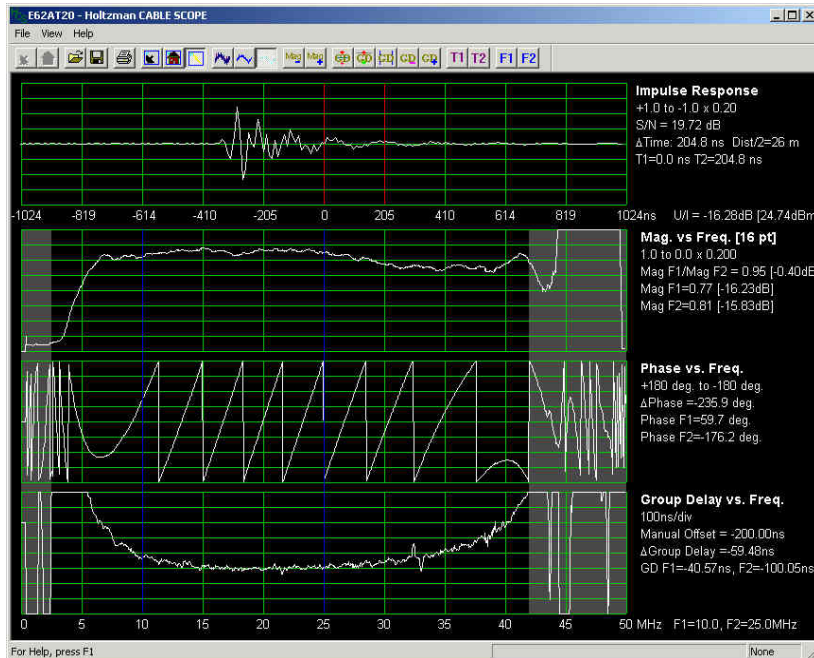 E62AT20 - Holtzman CABLE SCOPE
File View Help
Mag Mag GD GD GD GD GD T1 T2 F1 F2
Impulse Response
+1.0 to -1.0 x 0.20
S/N = 19.72 dB
ΔTime: 204.8 ns Dist/2=26 m
T1=0.0 ns T2=204.8 ns
-1024 -819 -614 -410 -205 0 205 410 614 819 1024ns U/I = -16.28dB [24.74dBm
Mag. vs Freq. [16 pt]
1.0 to 0.0 x 0.200
Mag F1/Mag F2 = 0.95 [-0.40dB
Mag F1=0.77 [-16.23dB]
Mag F2=0.81 [-15.83dB]
Phase vs. Freq.
+180 deg. to -180 deg.
ΔPhase =-235.9 deg.
Phase F1=59.7 deg.
Phase F2=-176.2 deg.
Group Delay vs. Freq.
100ns/div
Manual Offset = -200.00ns
ΔGroup Delay =-59.48ns
GD F1=-40.57ns, F2=-100.05ns
0 5 10 15 20 25 30 35 40 45 50 MHz F1=10.0, F2=25.0MHz
For Help, press F1
None